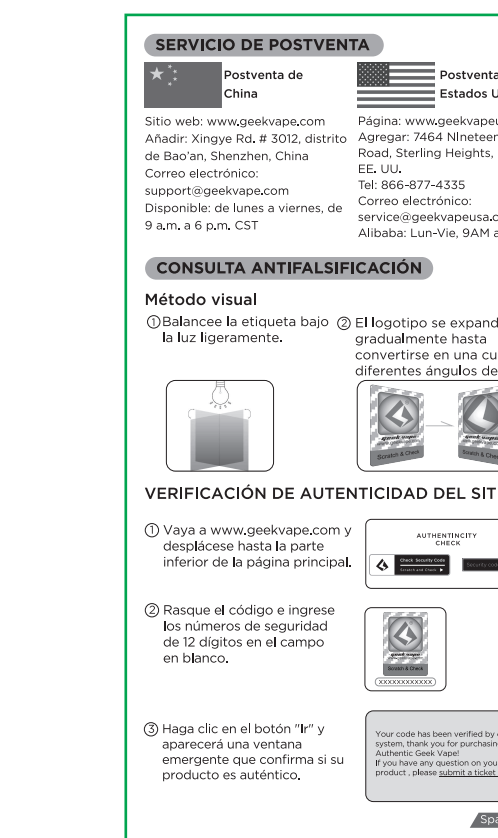 SERVICIO DE POSTVENTA
Postventa de
China
Sitio web: www.geekvape.com
Añadir: Xingye Rd. # 3012, distrito
de Bao'an, Shenzhen, China
Correo electrónico:
support@geekvape.com
Disponible: de lunes a viernes, de
9 a.m. a 6 p.m. CST
Postventa
Estados U
Página: www.geekvapeu
Agregar: 7464 NIneteen
Road, Sterling Heights,
EE. UU.
Tel: 866-877-4335
Correo electrónico:
service@geekvapeusa.co
Alibaba: Lun-Vie, 9AM a
CONSULTA ANTIFALSIFICACIÓN
Método visual
①Balancee la etiqueta bajo
la luz ligeramente.
② El logotipo se expand
gradualmente hasta
convertirse en una cu
diferentes ángulos de
geek vape
Scratch & Check
geek vape
Scratch & Chec
VERIFICACIÓN DE AUTENTICIDAD DEL SIT
① Vaya a www.geekvape.com y
desplácese hasta la parte
inferior de la página principal.
AUTHENTINCITY
CHECK
Check Security Code
Scratch and Check
Security code
② Rasque el código e ingrese
los números de seguridad
de 12 dígitos en el campo
en blanco.
geek vape
Scratch & Check
XXXXXXXXXXXX
③ Haga clic en el botón "Ir" y
aparecerá una ventana
emergente que confirma si su
producto es auténtico.
Your code has been verified by
system, thank you for purchasin
Authentic Geek Vape!
If you have any question on you
product , please submit a ticket
Spa